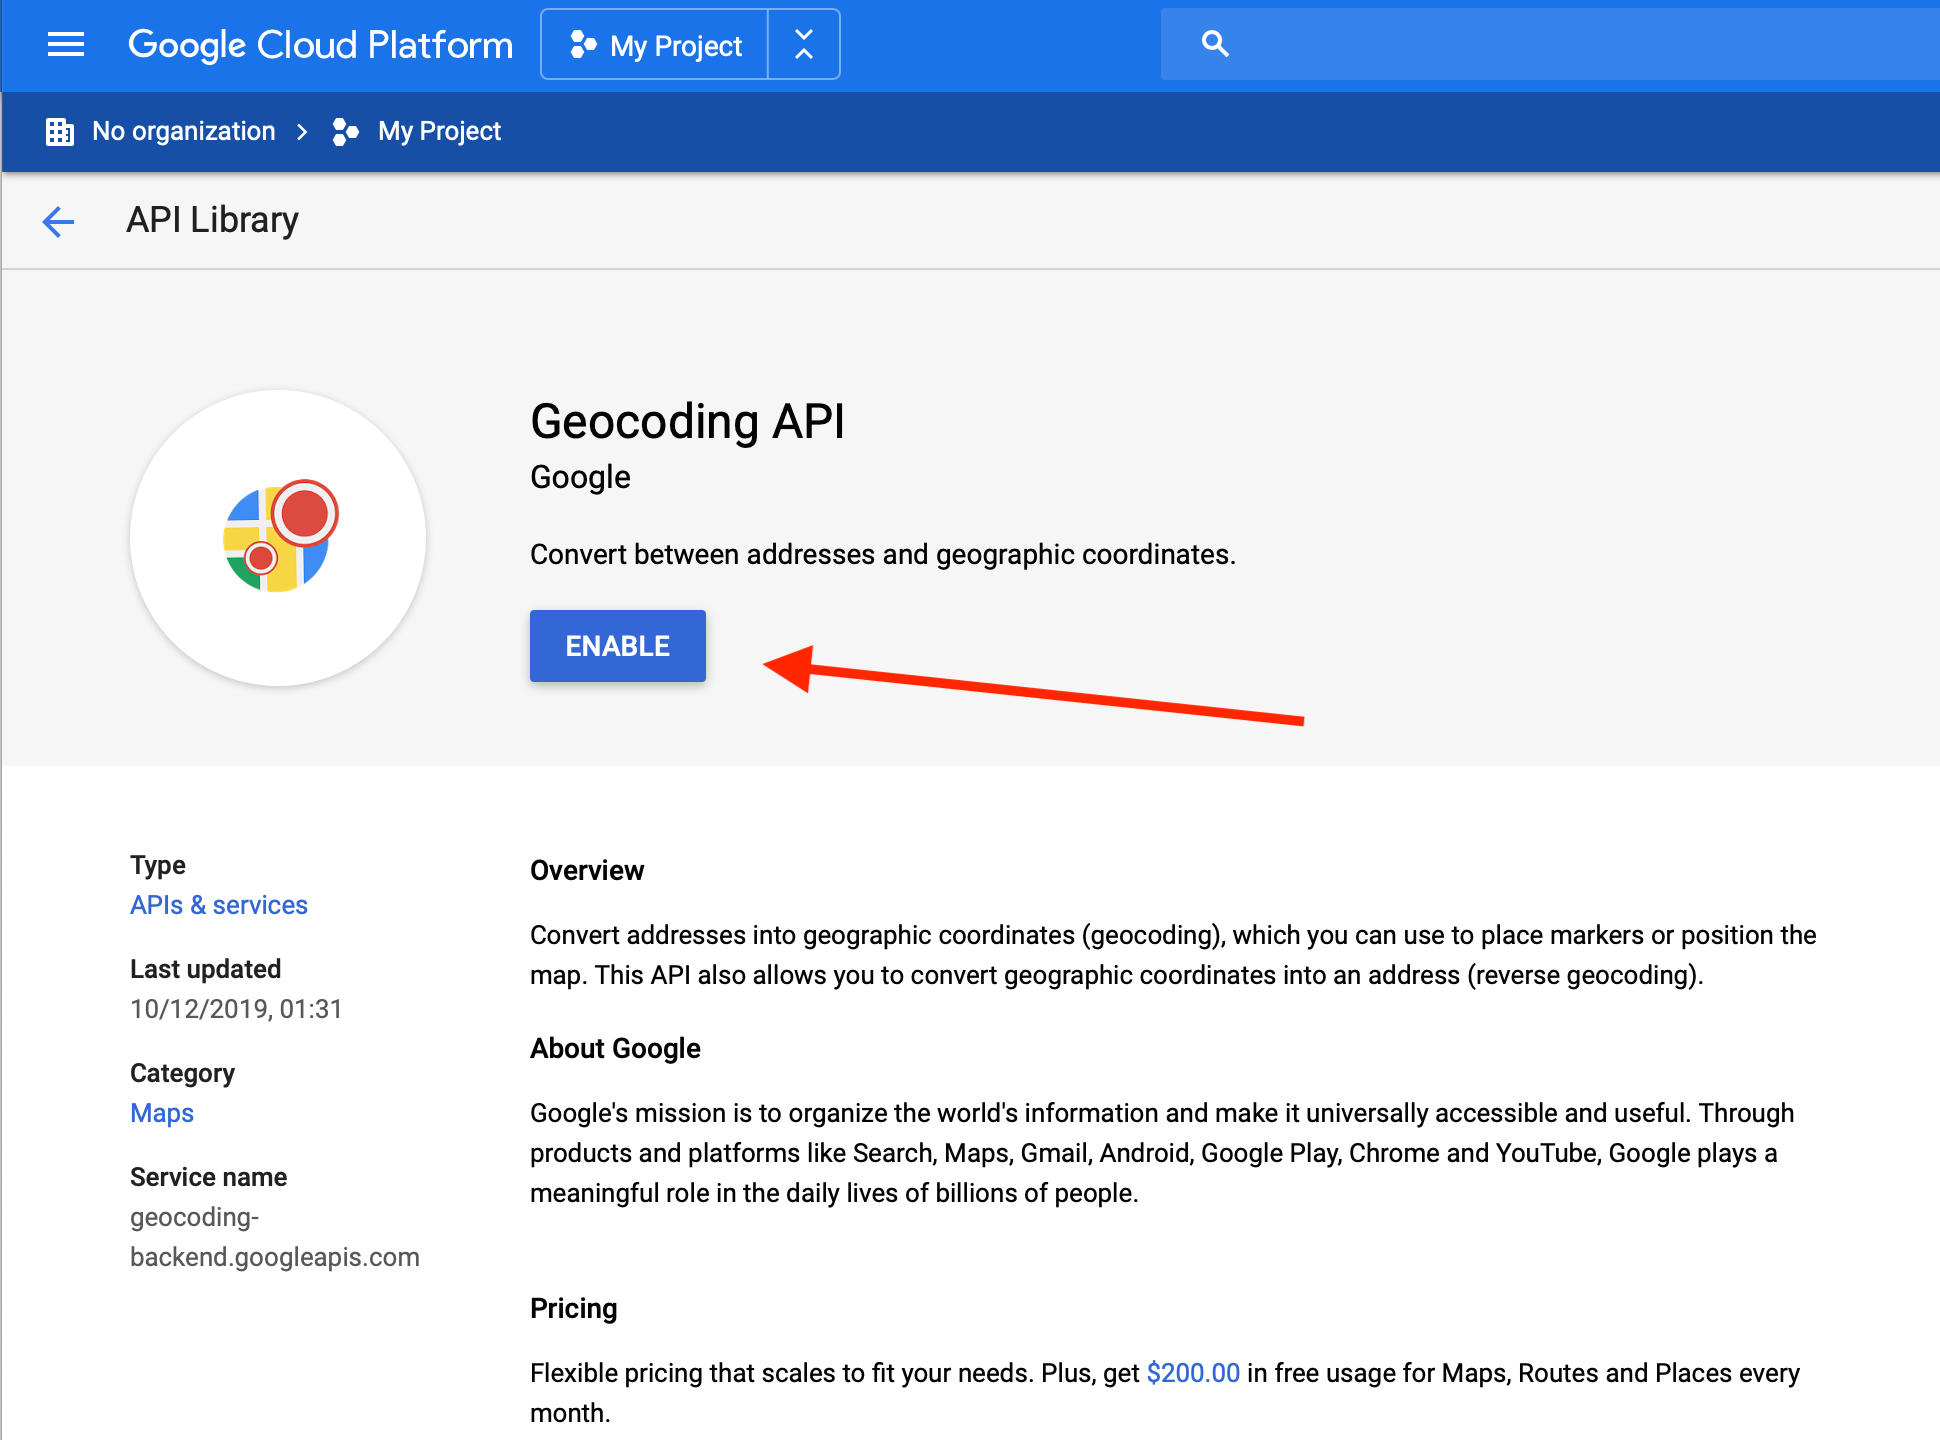 Google Cloud Platform
My Project
No organization
My Project
API Library
Geocoding API
Google
Convert between addresses and geographic coordinates.
ENABLE
Type
APIs & services
Last updated
10/12/2019, 01:31
Category
Maps
Service name
geocoding-
backend.googleapis.com
Overview
Convert addresses into geographic coordinates (geocoding), which you can use to place markers or position the
map. This API also allows you to convert geographic coordinates into an address (reverse geocoding).
About Google
Google's mission is to organize the world's information and make it universally accessible and useful. Through
products and platforms like Search, Maps, Gmail, Android, Google Play, Chrome and YouTube, Google plays a
meaningful role in the daily lives of billions of people.
Pricing
Flexible pricing that scales to fit your needs. Plus, get $200.00 in free usage for Maps, Routes and Places every
month.